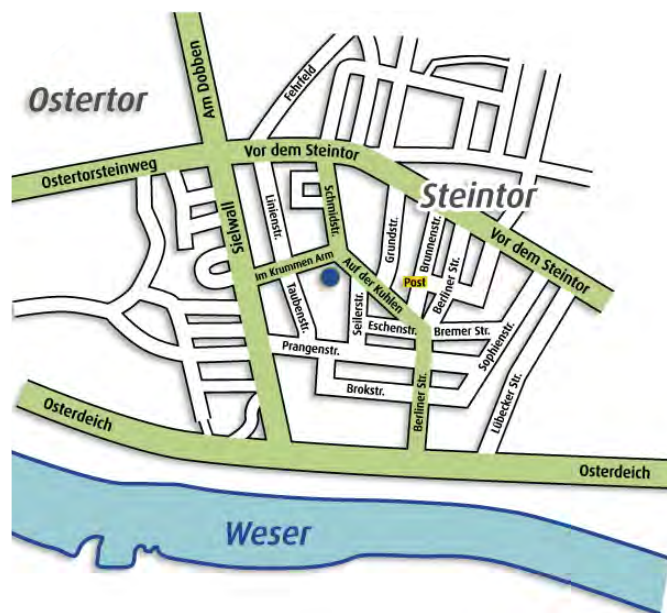 Ostertor
Am Dobben
Fehrfeld
Ostertorsteinweg
Vor dem Steintor
Steintor
Vor dem Steintor
Sielwall
Linienstr.
Schmidtstr.
Grundstr.
Brunnenstr.
Im Krummen Arm
Auf der Kuhlen
Post
Berliner Str.
Taubenstr.
Seilerstr.
Eschenstr.
Bremer Str.
Sophienstr.
Prangenstr.
Brokstr.
Berliner Str.
Lübecker Str.
Osterdeich
Osterdeich
Weser